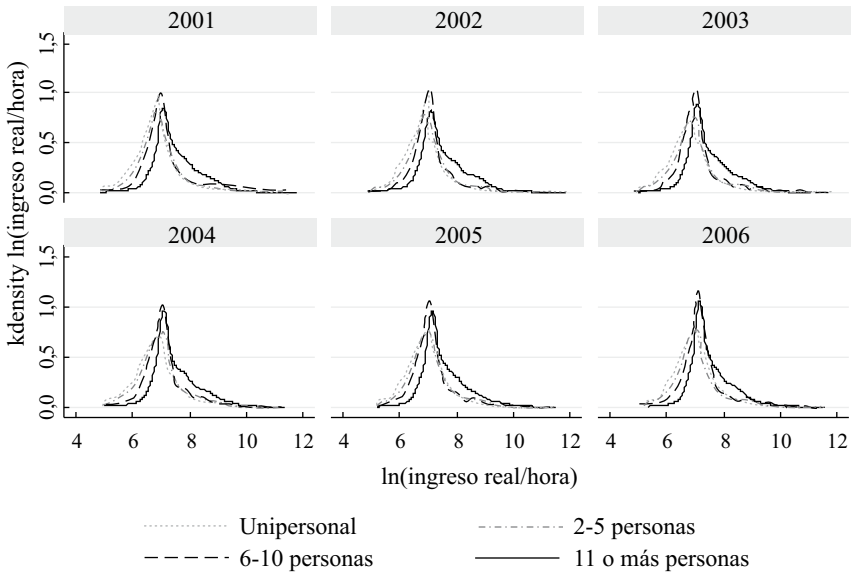 2001 2002 2003
1,5
1,0
0,5
0,0
2004 2005 2006
1,5
1,0
0,5
0,0
kdensity ln(ingreso real/hora)
4 6 8 10 12 4 6 8 10 12 4 6 8 10 12
ln(ingreso real/hora)
Unipersonal 2-5 personas
6-10 personas 11 o más personas